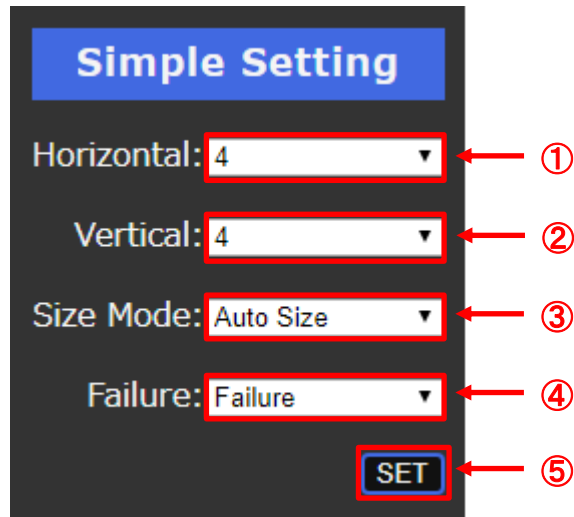 Simple Setting
Horizontal: 4 ①
Vertical: 4 ②
Size Mode: Auto Size ③
Failure: Failure ④
SET ⑤